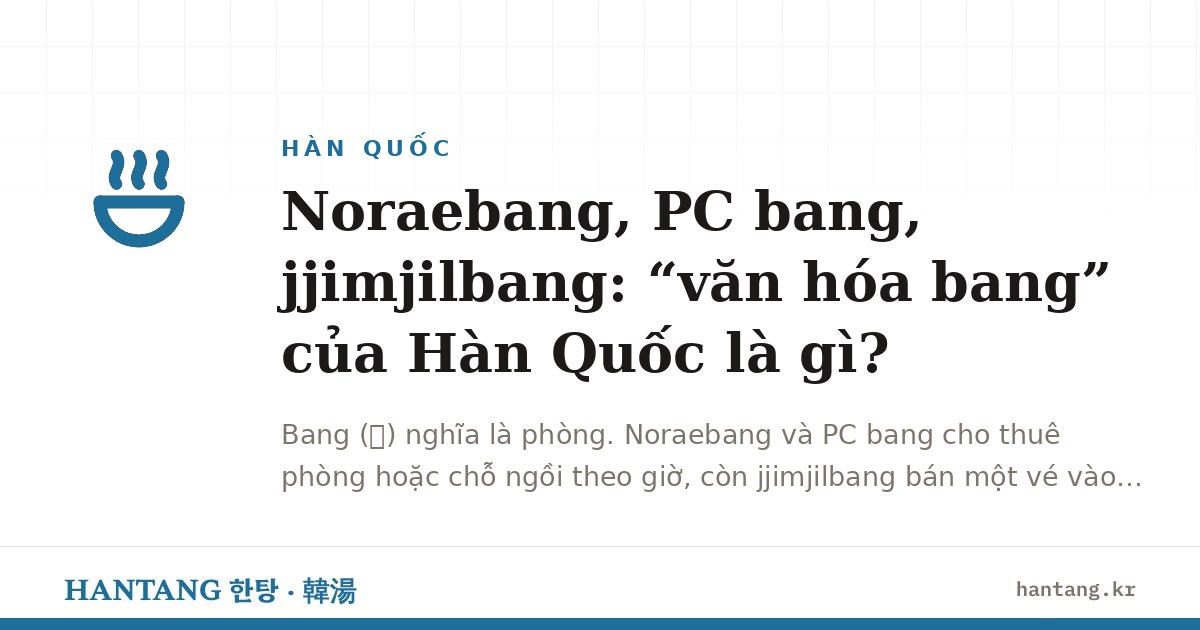 HÀN QUỐC
Noraebang, PC bang,
jjimjilbang: “văn hóa bang”
của Hàn Quốc là gì?
Bang (▯) nghĩa là phòng. Noraebang và PC bang cho thuê
phòng hoặc chỗ ngồi theo giờ, còn jjimjilbang bán một vé vào…
HANTANG 한탕 · 韓湯
hantang.kr